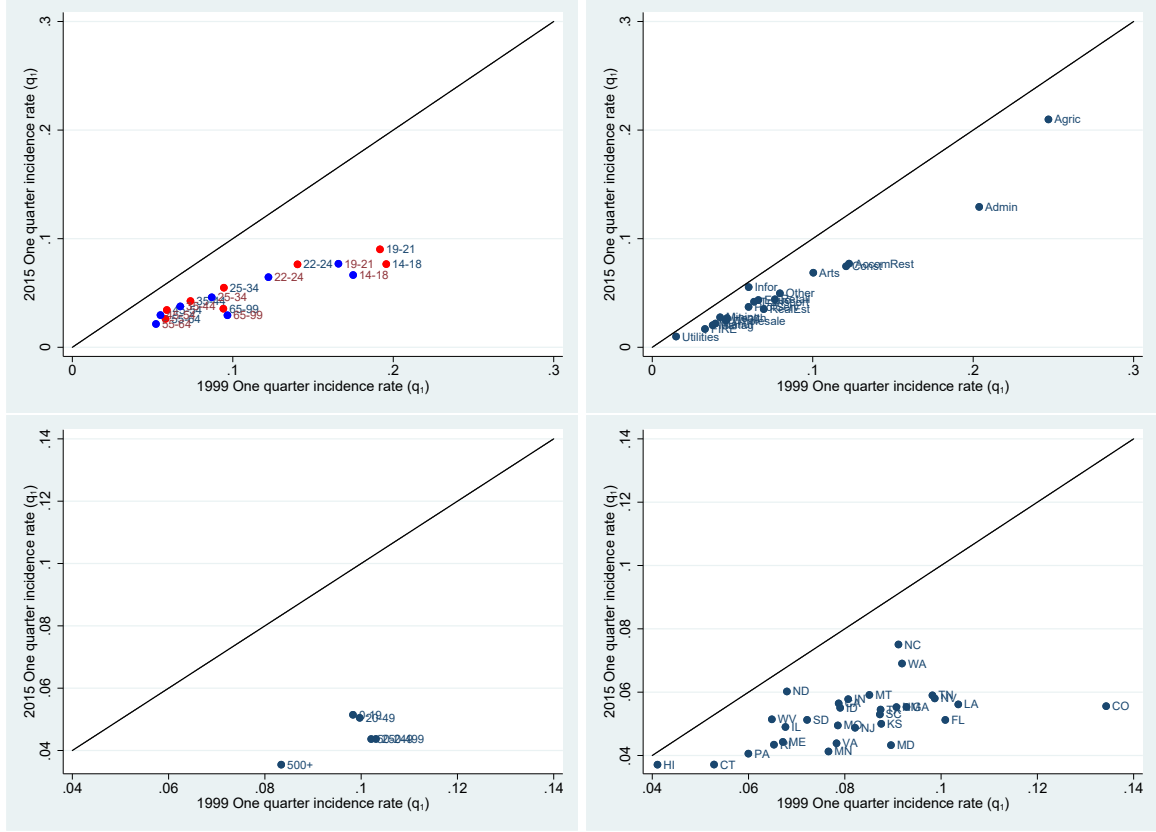 .3
.2
.1
0
2015 One quarter incidence rate (q₁)
19-21
22-24
19-21
14-18
14-18
22-24
25-34
25-34
65-99
65-99
55-64
0 .1 .2 .3
1999 One quarter incidence rate (q₁)
.3
.2
.1
0
2015 One quarter incidence rate (q₁)
Agric
Admin
AccomRest
Const
Arts
Infor
Other
RealEst
Wholesale
FIRE
Utilities
0 .1 .2 .3
1999 One quarter incidence rate (q₁)
.14
.12
.1
.08
.06
.04
2015 One quarter incidence rate (q₁)
0-19
20-49
500+
.04 .06 .08 .1 .12 .14
1999 One quarter incidence rate (q₁)
.14
.12
.1
.08
.06
.04
2015 One quarter incidence rate (q₁)
NC
WA
ND
MT
IN
TN
NV
LA
CO
ID
GA
SC
WV
SD
FL
IL
MO
NJ
KS
ME
VA
MD
MN
PA
HI
CT
.04 .06 .08 .1 .12 .14
1999 One quarter incidence rate (q₁)